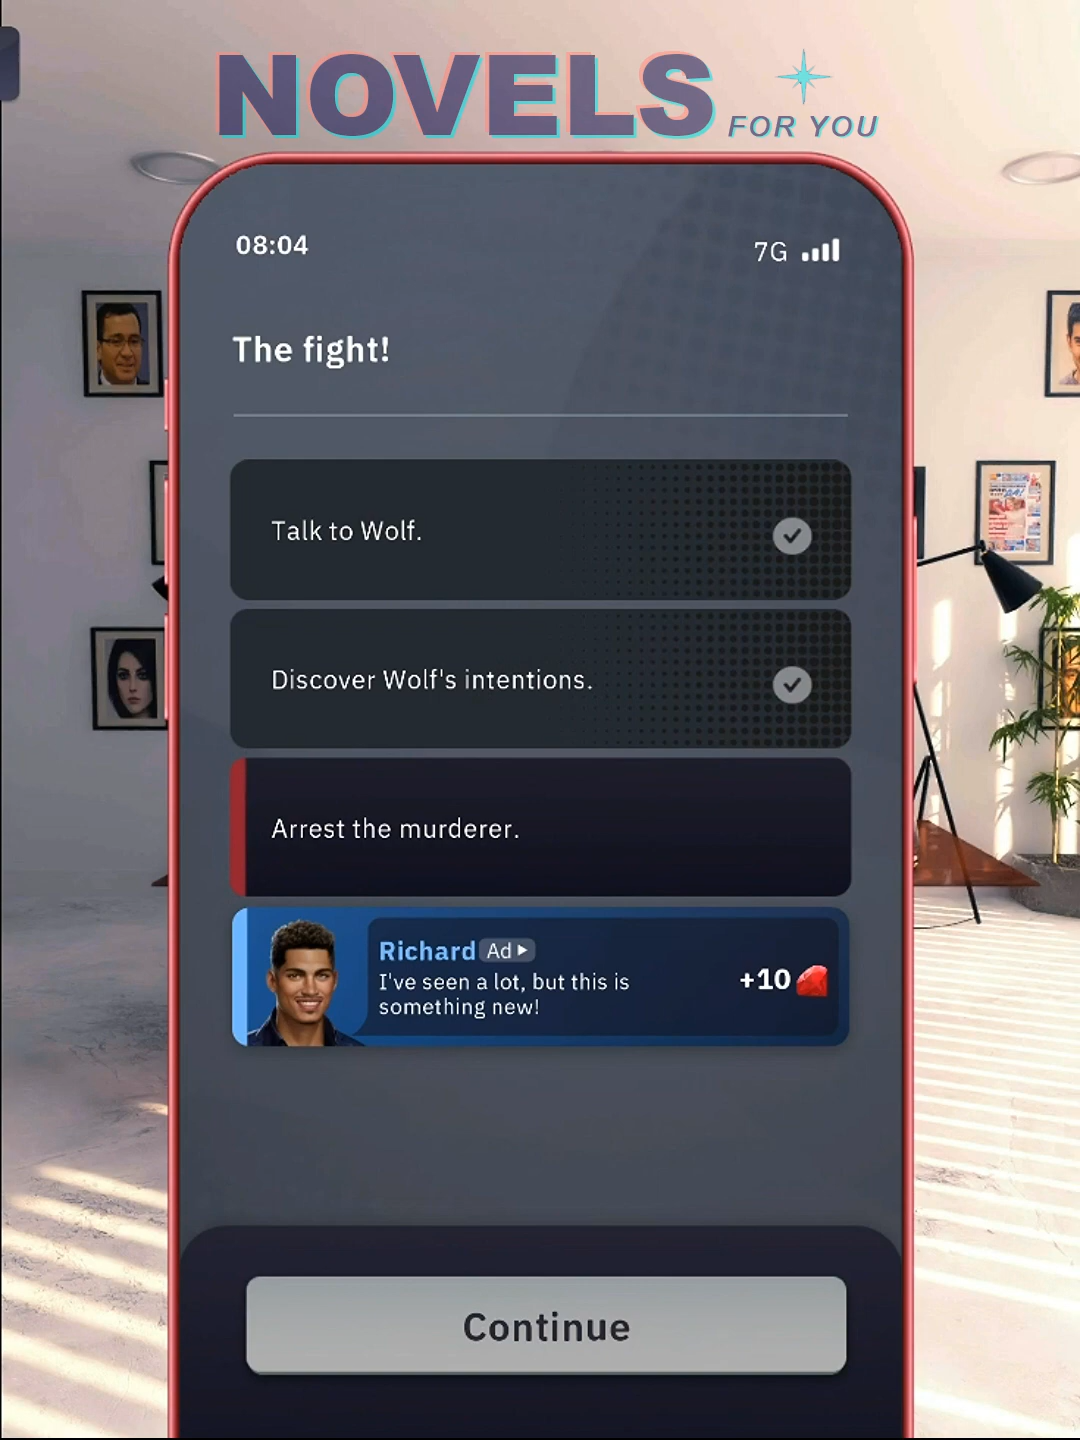 NOVELS
FOR YOU
08:04
7G
The fight!
Talk to Wolf.
Discover Wolf's intentions.
Arrest the murderer.
Richard Ad
I've seen a lot, but this is
something new!
+10
Continue